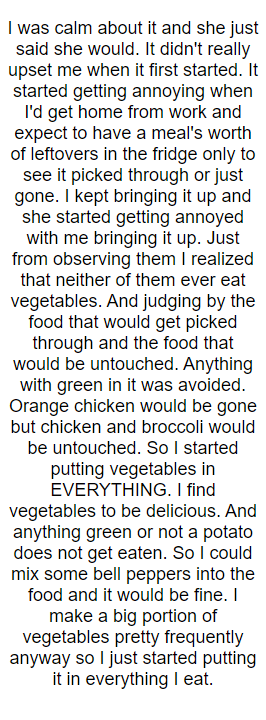 I was calm about it and she just
said she would. It didn't really
upset me when it first started. It
started getting annoying when
I'd get home from work and
expect to have a meal's worth
of leftovers in the fridge only to
see it picked through or just
gone. I kept bringing it up and
she started getting annoyed
with me bringing it up. Just
from observing them I realized
that neither of them ever eat
vegetables. And judging by the
food that would get picked
through and the food that
would be untouched. Anything
with green in it was avoided.
Orange chicken would be gone
but chicken and broccoli would
be untouched. So I started
putting vegetables in
EVERYTHING. I find
vegetables to be delicious. And
anything green or not a potato
does not get eaten. So I could
mix some bell peppers into the
food and it would be fine. I
make a big portion of
vegetables pretty frequently
anyway so I just started putting
it in everything I eat.